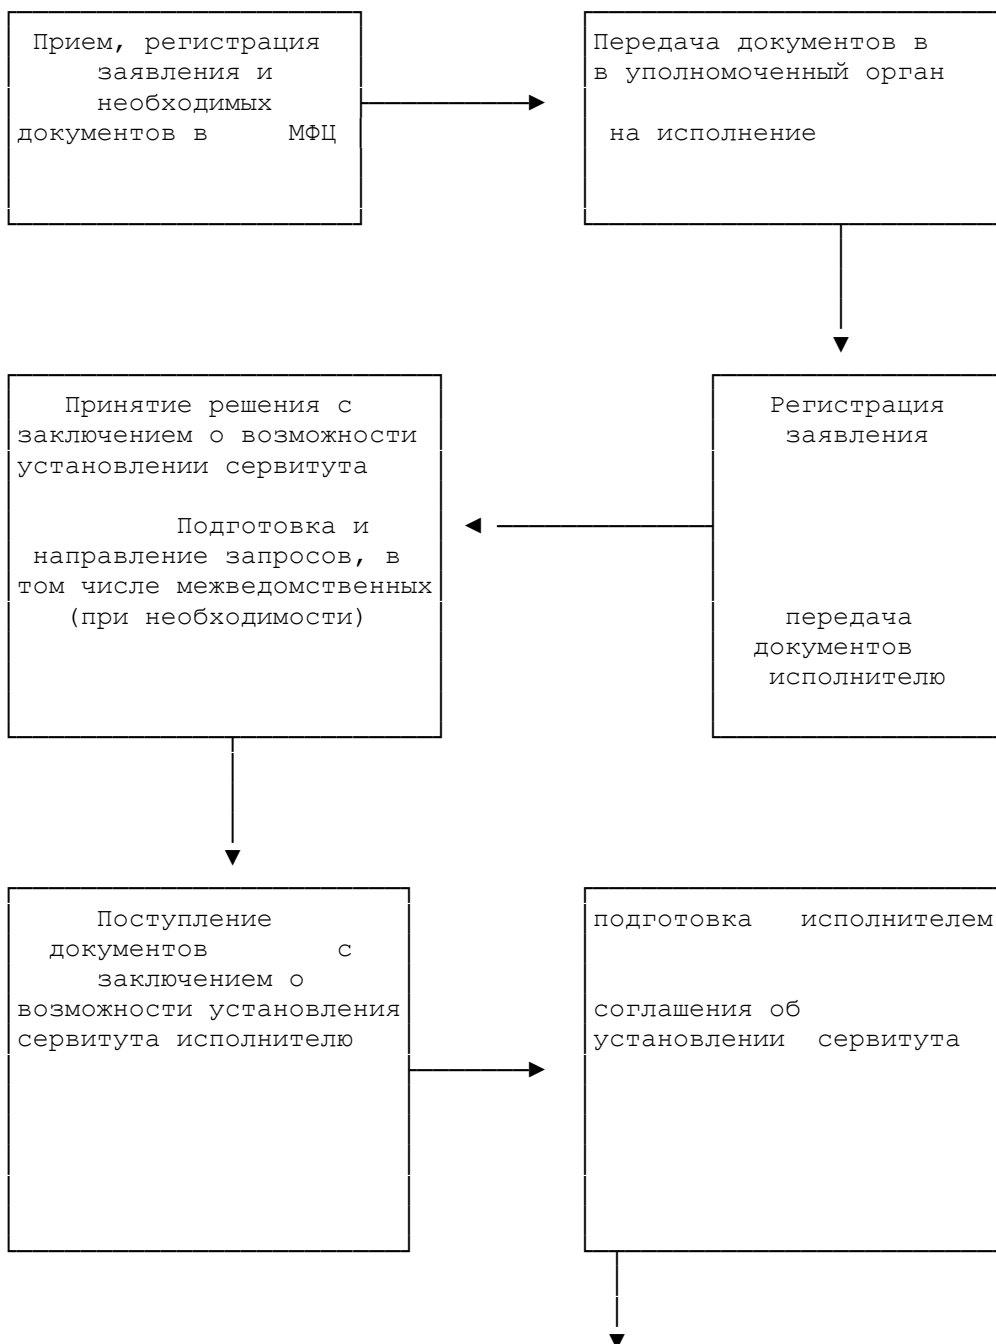 Прием, регистрация
заявления и
необходимых
документов в МФЦ
Передача документов в
в уполномоченный орган
на исполнение
Регистрация
заявления
передача
документов
исполнителю
Принятие решения с
заключением о возможности
установлении сервитута
Подготовка и
направление запросов, в
том числе межведомственных
(при необходимости)
Поступление
документов с
заключением о
возможности установления
сервитута исполнителю
подготовка исполнителем
соглашения об
установлении сервитута